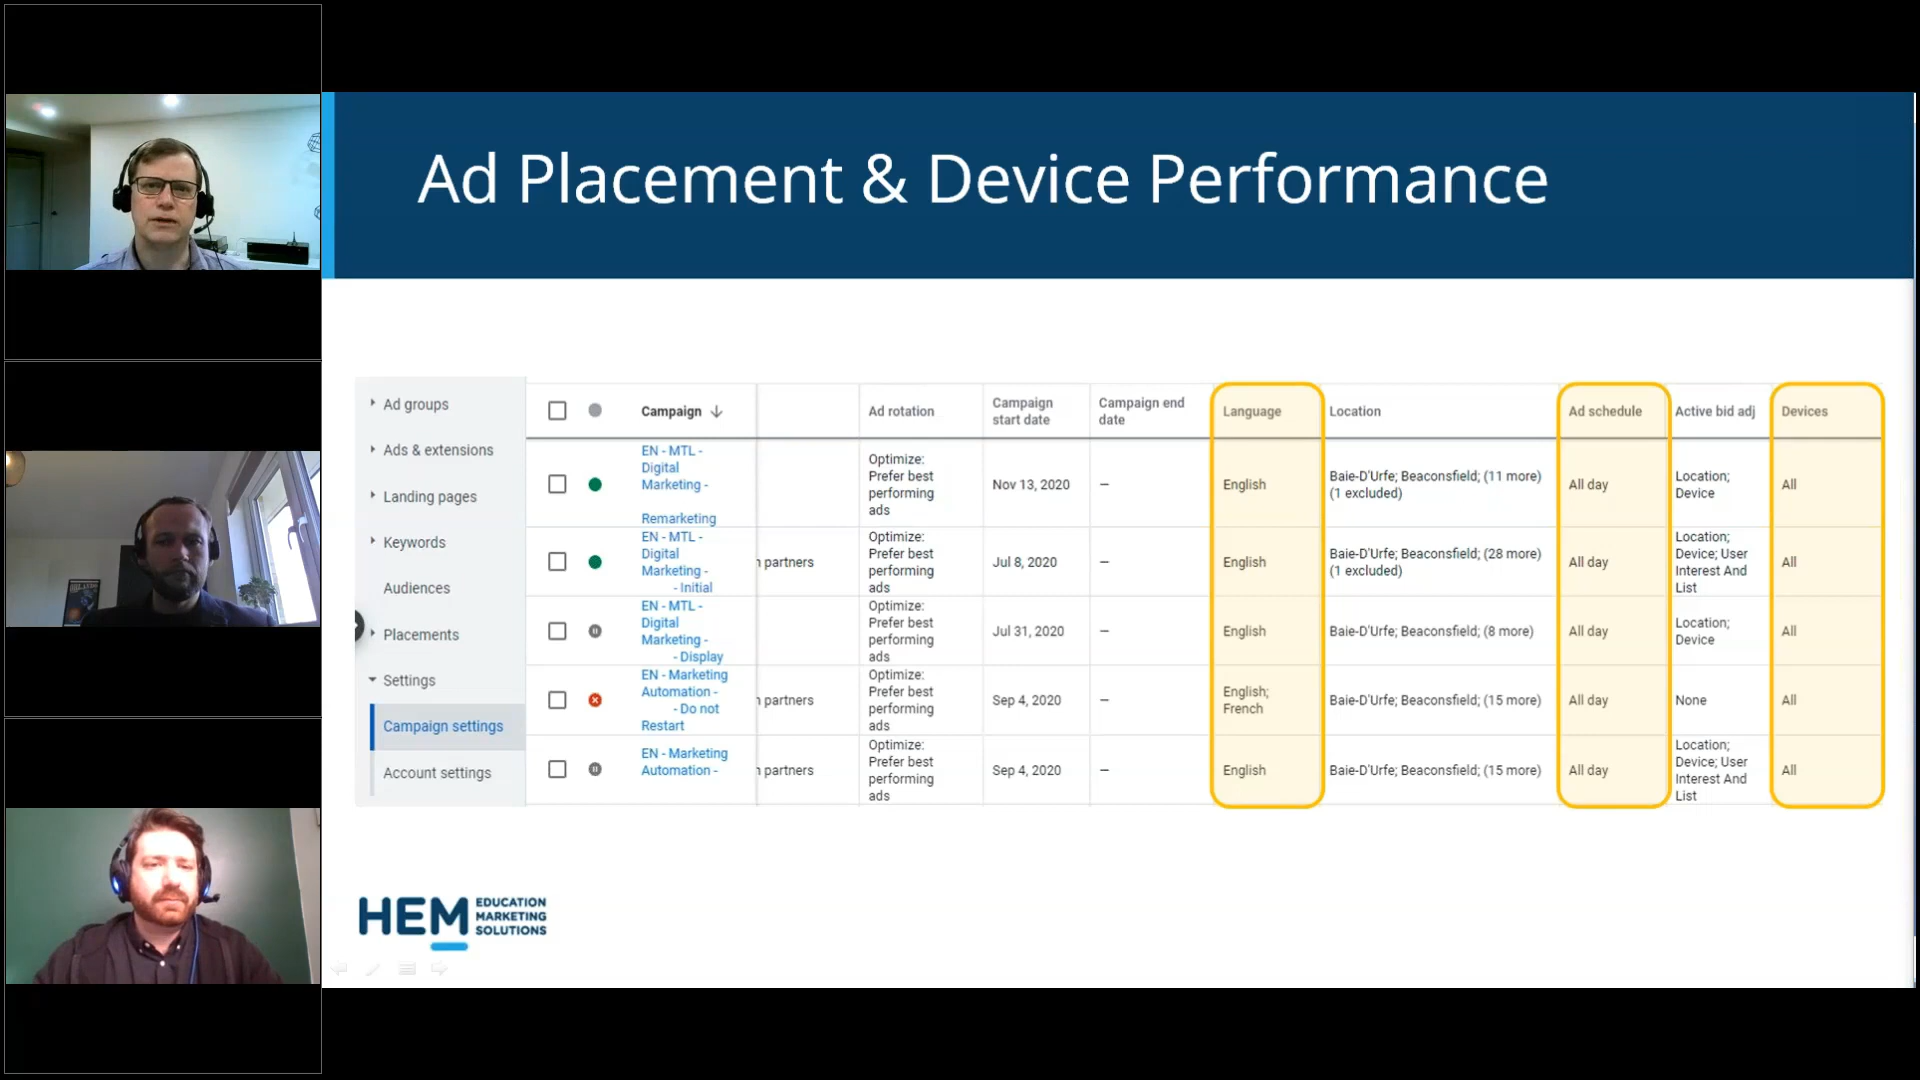 Ad Placement & Device Performance
Ad groups
Ads & extensions
Landing pages
Keywords
Audiences
Placements
Settings
Campaign settings
Account settings
Campaign ↓
Ad rotation
Campaign
start date
Campaign end
date
Language
Location
Ad schedule
Active bid adj
Devices
EN - MTL -
Digital
Marketing -
Remarketing
Optimize:
Prefer best
performing
ads
Nov 13, 2020
–
English
Baie-D'Urfe; Beaconsfield; (11 more)
(1 excluded)
All day
Location;
Device
All
EN - MTL -
Digital
Marketing -
- Initial
partners
Optimize:
Prefer best
performing
ads
Jul 8, 2020
–
English
Baie-D'Urfe; Beaconsfield; (28 more)
(1 excluded)
All day
Location;
Device; User
Interest And
List
All
EN - MTL -
Digital
Marketing -
- Display
Optimize:
Prefer best
performing
ads
Jul 31, 2020
–
English
Baie-D'Urfe; Beaconsfield; (8 more)
All day
Location;
Device
All
EN - Marketing
Automation -
- Do not
Restart
partners
Optimize:
Prefer best
performing
ads
Sep 4, 2020
–
English;
French
Baie-D'Urfe; Beaconsfield; (15 more)
All day
None
All
EN - Marketing
Automation -
partners
Optimize:
Prefer best
performing
ads
Sep 4, 2020
–
English
Baie-D'Urfe; Beaconsfield; (15 more)
All day
Location;
Device; User
Interest And
List
All
HEM
EDUCATION
MARKETING
SOLUTIONS